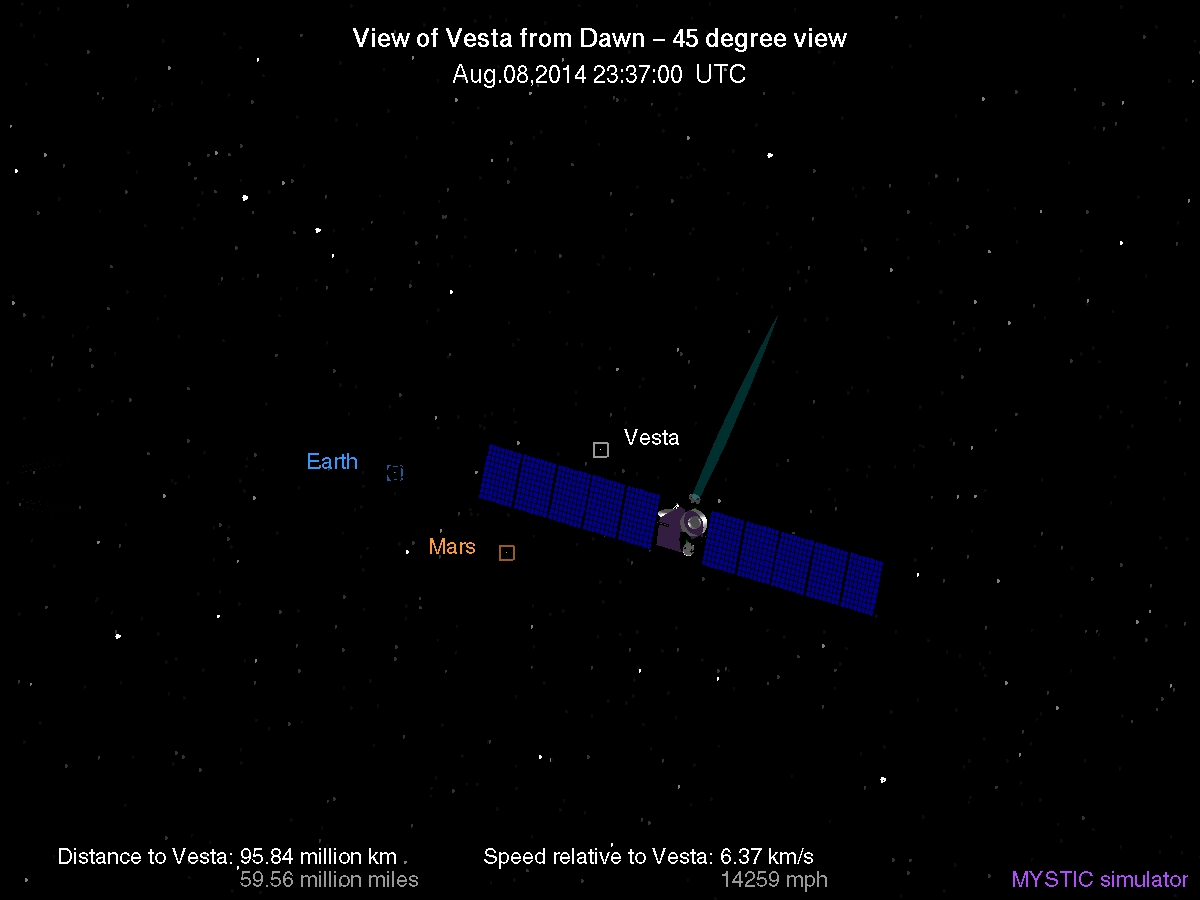 View of Vesta from Dawn – 45 degree view
Aug.08,2014 23:37:00 UTC
Vesta
Earth
Mars
Distance to Vesta: 95.84 million km
59.56 million miles
Speed relative to Vesta: 6.37 km/s
14259 mph
MYSTIC simulator